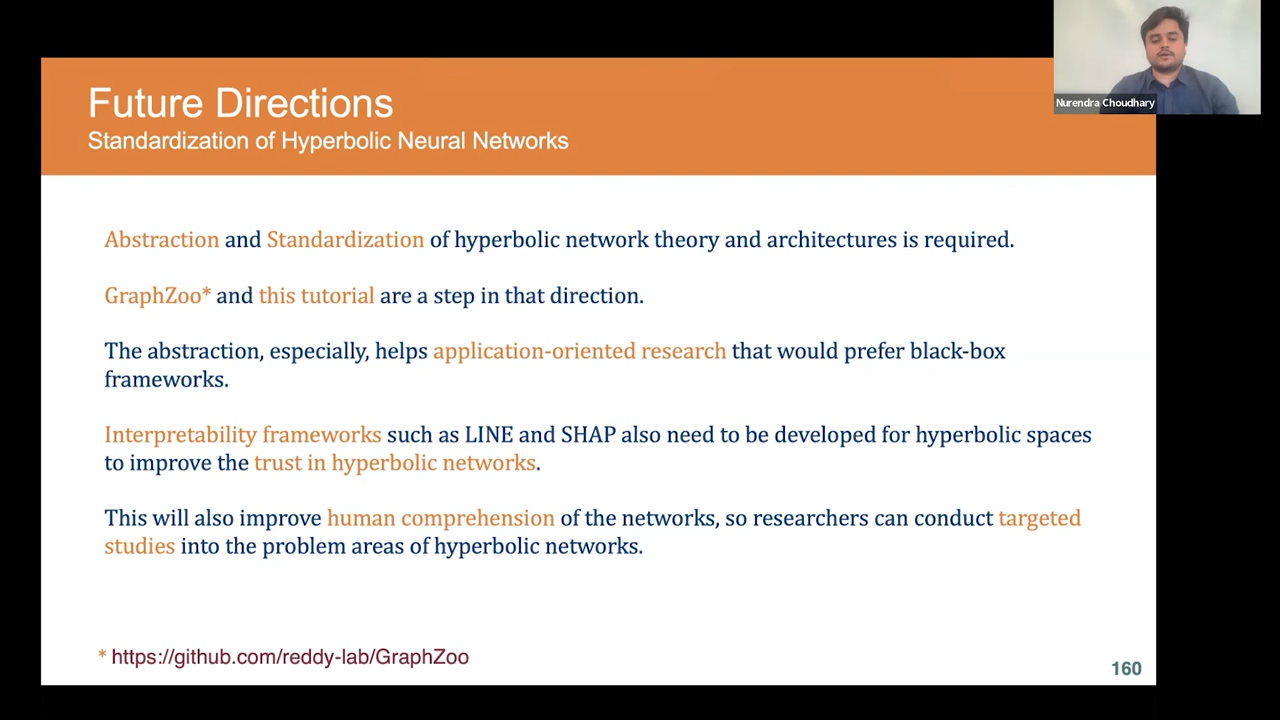 Future Directions
Standardization of Hyperbolic Neural Networks
Nurendra Choudhary
Abstraction and Standardization of hyperbolic network theory and architectures is required.
GraphZoo* and this tutorial are a step in that direction.
The abstraction, especially, helps application-oriented research that would prefer black-box
frameworks.
Interpretability frameworks such as LINE and SHAP also need to be developed for hyperbolic spaces
to improve the trust in hyperbolic networks.
This will also improve human comprehension of the networks, so researchers can conduct targeted
studies into the problem areas of hyperbolic networks.
* https://github.com/reddy-lab/GraphZoo
160